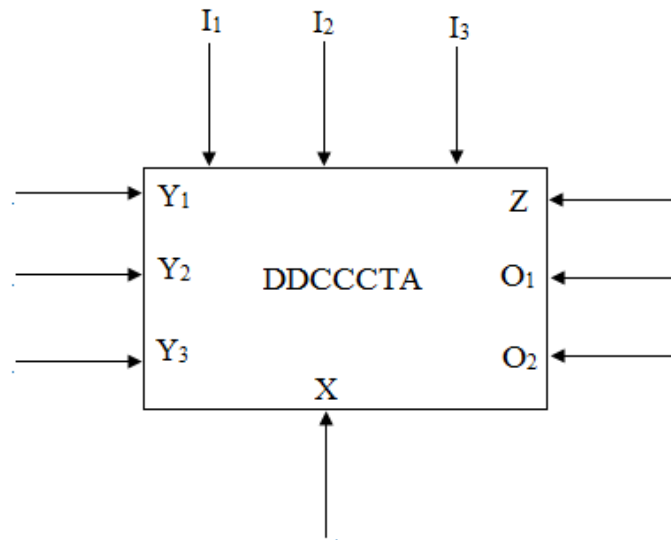 I₁ I₂ I₃
Y₁ Z
Y₂ DDCCCTA O₁
Y₃ O₂
X